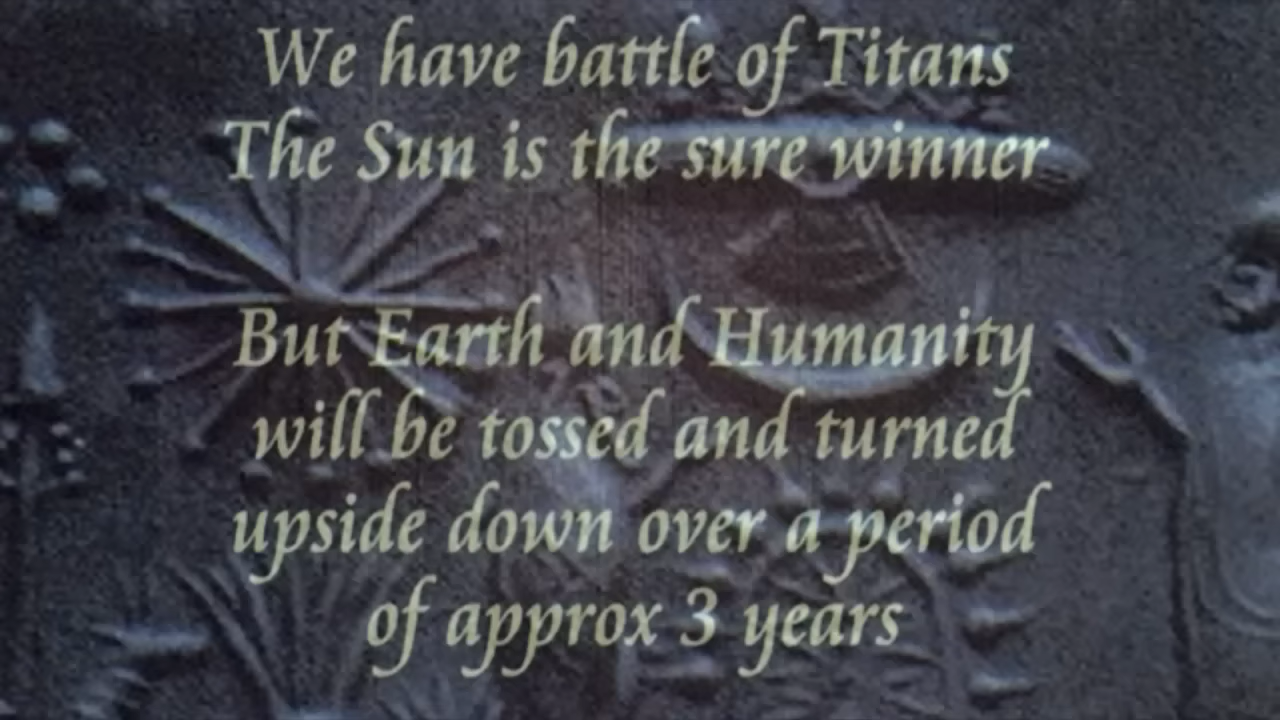 We have battle of Titans
The Sun is the sure winner
But Earth and Humanity
will be tossed and turned
upside down over a period
of approx 3 years